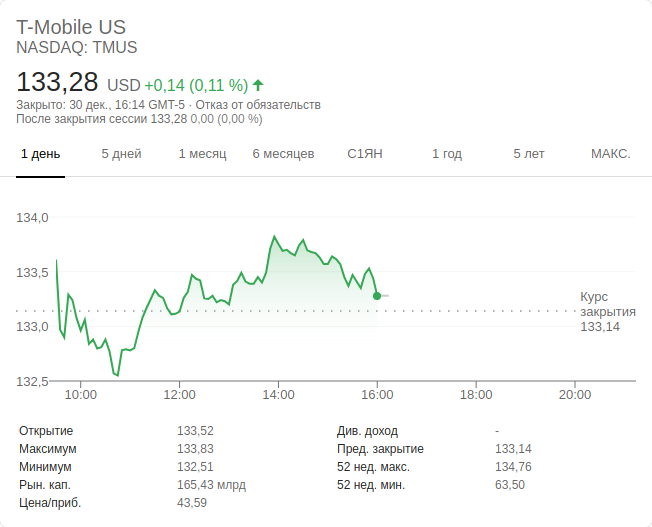 T-Mobile US
NASDAQ: TMUS
133,28 USD +0,14 (0,11 %)
Закрыто: 30 дек., 16:14 GMT-5 · Отказ от обязательств
После закрытия сессии 133,28 0,00 (0,00 %)
1 день 5 дней 1 месяц 6 месяцев С1ЯН 1 год 5 лет МАКС.
134,0
133,5
Курс
закрытия
133,14
133,0
132,5
10:00 12:00 14:00 16:00 18:00 20:00
Открытие 133,52 Див. доход -
Максимум 133,83 Пред. закрытие 133,14
Минимум 132,51 52 нед. макс. 134,76
Рын. кап. 165,43 млрд 52 нед. мин. 63,50
Цена/приб. 43,59